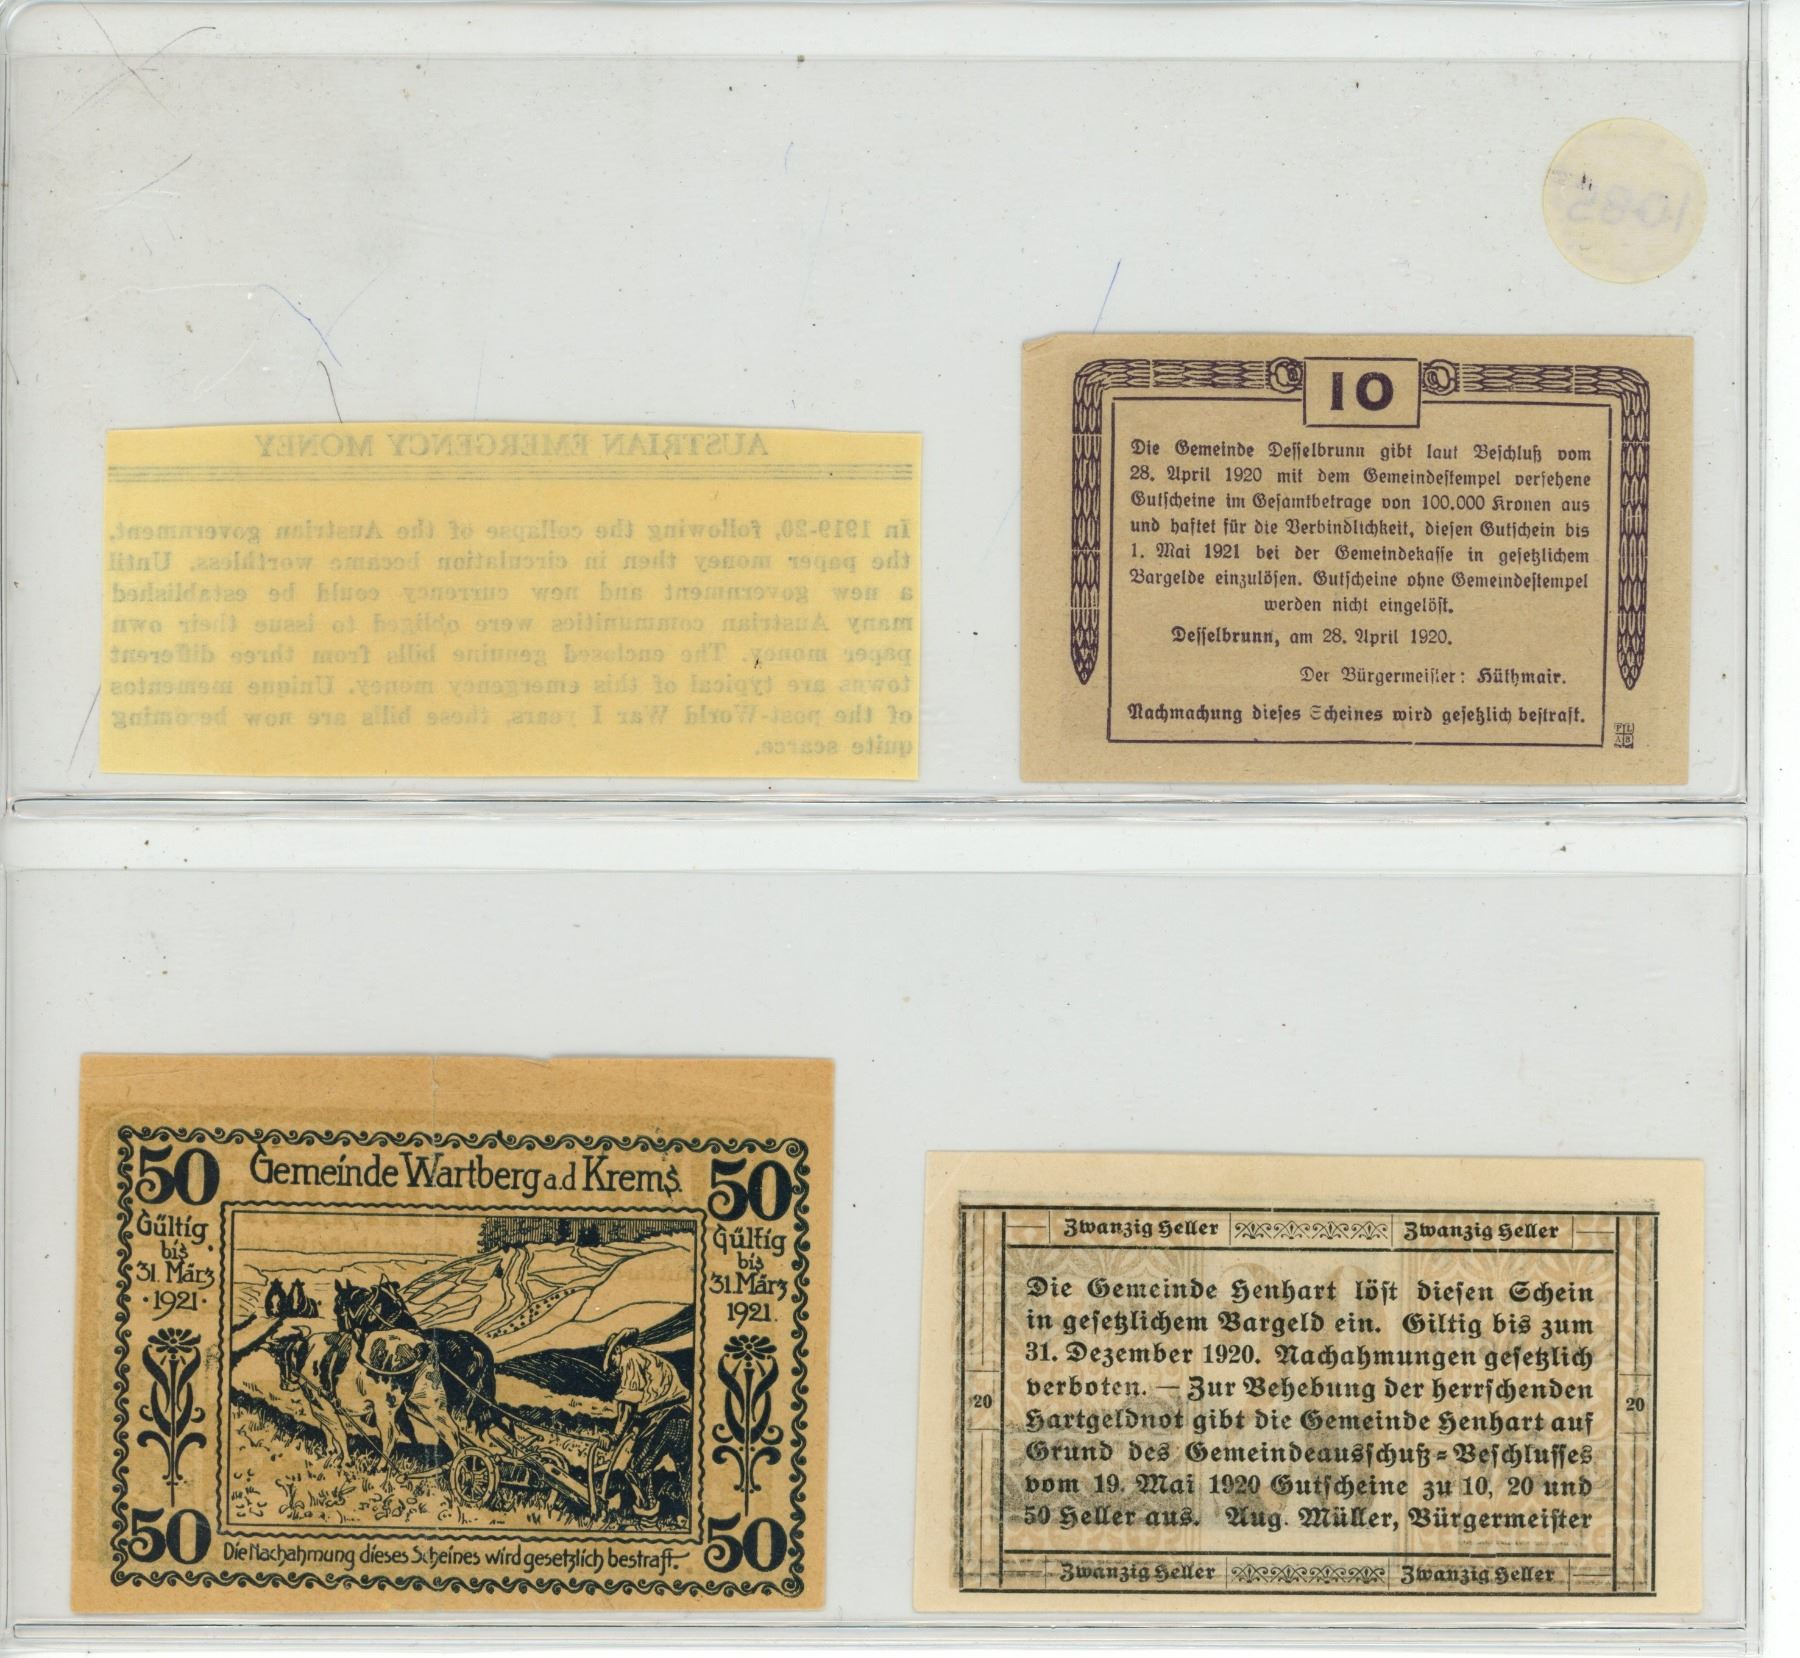 1085
AUSTRIAN EMERGENCY MONEY
In 1919-20, following the collapse of the Austrian government,
the paper money then in circulation became worthless. Until
a new government and new currency could be established
many Austrian communities were obliged to issue their own
paper money. The enclosed genuine bills from three different
towns are typical of this emergency money. Unique mementos
of the post-World War I years, these bills are now becoming
quite scarce.
10
Die Gemeinde Desselbrunn gibt laut Beschluß vom
28. April 1920 mit dem Gemeindestempel versehene
Gutscheine im Gesamtbetrage von 100.000 Kronen aus
und haftet für die Verbindlichkeit, diesen Gutschein bis
1. Mai 1921 bei der Gemeindekasse in gesetzlichem
Bargelde einzulösen. Gutscheine ohne Gemeindestempel
werden nicht eingelöst.
Desselbrunn, am 28. April 1920.
Der Bürgermeister: Hüthmair.
Nachmachung dieses Scheines wird gesetzlich bestraft.
50 Gemeinde Wartberg a.d Krems. 50
Gültig
bis
31. März
1921.
Gültig
bis
31. März
1921.
50 Die Nachahmung dieses Scheines wird gesetzlich bestraft. 50
Zwanzig Heller Zwanzig Heller
Die Gemeinde Henhart löst diesen Schein
in gesetzlichem Bargeld ein. Giltig bis zum
31. Dezember 1920. Nachahmungen gesetzlich
verboten. — Zur Behebung der herrschenden
Hartgeldnot gibt die Gemeinde Henhart auf
Grund des Gemeindeausschuß=Beschlusses
vom 19. Mai 1920 Gutscheine zu 10, 20 und
50 Heller aus. Aug. Müller, Bürgermeister
20
20
Zwanzig Heller Zwanzig Heller